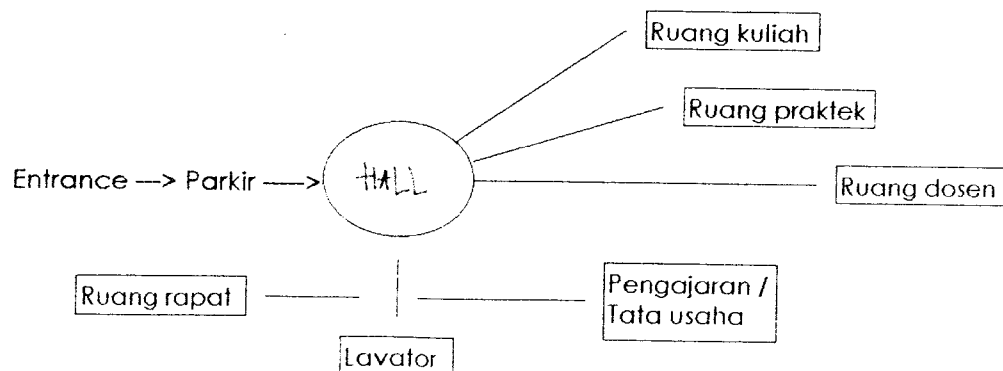 Ruang kuliah
Ruang praktek
Entrance ---> Parkir ---->
HALL
Ruang dosen
Ruang rapat
Pengajaran /
Tata usaha
Lavator